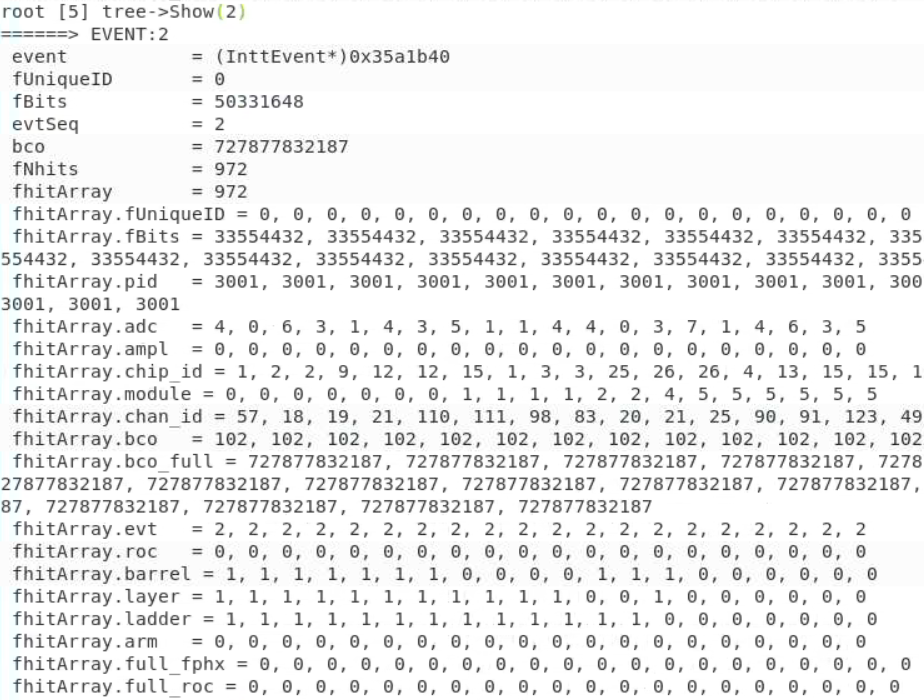 root [5] tree->Show(2)
======> EVENT:2
event = (InttEvent*)0x35a1b40
fUniqueID = 0
fBits = 50331648
evtSeq = 2
bco = 727877832187
fNhits = 972
fhitArray = 972
fhitArray.fUniqueID = 0, 0, 0, 0, 0, 0, 0, 0, 0, 0, 0, 0, 0, 0, 0, 0, 0, 0, 0, 0
fhitArray.fBits = 33554432, 33554432, 33554432, 33554432, 33554432, 33554432, 335
554432, 33554432, 33554432, 33554432, 33554432, 33554432, 33554432, 33554432, 3355
fhitArray.pid = 3001, 3001, 3001, 3001, 3001, 3001, 3001, 3001, 3001, 3001, 300
3001, 3001, 3001
fhitArray.adc = 4, 0, 6, 3, 1, 4, 3, 5, 1, 1, 4, 4, 0, 3, 7, 1, 4, 6, 3, 5
fhitArray.ampl = 0, 0, 0, 0, 0, 0, 0, 0, 0, 0, 0, 0, 0, 0, 0, 0, 0, 0, 0, 0
fhitArray.chip_id = 1, 2, 2, 9, 12, 12, 15, 1, 3, 3, 25, 26, 26, 4, 13, 15, 15, 1
fhitArray.module = 0, 0, 0, 0, 0, 0, 0, 1, 1, 1, 1, 2, 2, 4, 5, 5, 5, 5, 5, 5
fhitArray.chan_id = 57, 18, 19, 21, 110, 111, 98, 83, 20, 21, 25, 90, 91, 123, 49
fhitArray.bco = 102, 102, 102, 102, 102, 102, 102, 102, 102, 102, 102, 102, 102
fhitArray.bco_full = 727877832187, 727877832187, 727877832187, 727877832187, 7278
27877832187, 727877832187, 727877832187, 727877832187, 727877832187, 727877832187,
87, 727877832187, 727877832187, 727877832187, 727877832187
fhitArray.evt = 2, 2, 2, 2, 2, 2, 2, 2, 2, 2, 2, 2, 2, 2, 2, 2, 2, 2, 2, 2
fhitArray.roc = 0, 0, 0, 0, 0, 0, 0, 0, 0, 0, 0, 0, 0, 0, 0, 0, 0, 0, 0, 0
fhitArray.barrel = 1, 1, 1, 1, 1, 1, 1, 0, 0, 0, 0, 1, 1, 1, 0, 0, 0, 0, 0, 0
fhitArray.layer = 1, 1, 1, 1, 1, 1, 1, 1, 1, 1, 1, 0, 0, 1, 0, 0, 0, 0, 0, 0
fhitArray.ladder = 1, 1, 1, 1, 1, 1, 1, 1, 1, 1, 1, 1, 1, 0, 0, 0, 0, 0, 0, 0
fhitArray.arm = 0, 0, 0, 0, 0, 0, 0, 0, 0, 0, 0, 0, 0, 0, 0, 0, 0, 0, 0, 0
fhitArray.full_fphx = 0, 0, 0, 0, 0, 0, 0, 0, 0, 0, 0, 0, 0, 0, 0, 0, 0, 0, 0, 0
fhitArray.full_roc = 0, 0, 0, 0, 0, 0, 0, 0, 0, 0, 0, 0, 0, 0, 0, 0, 0, 0, 0, 0